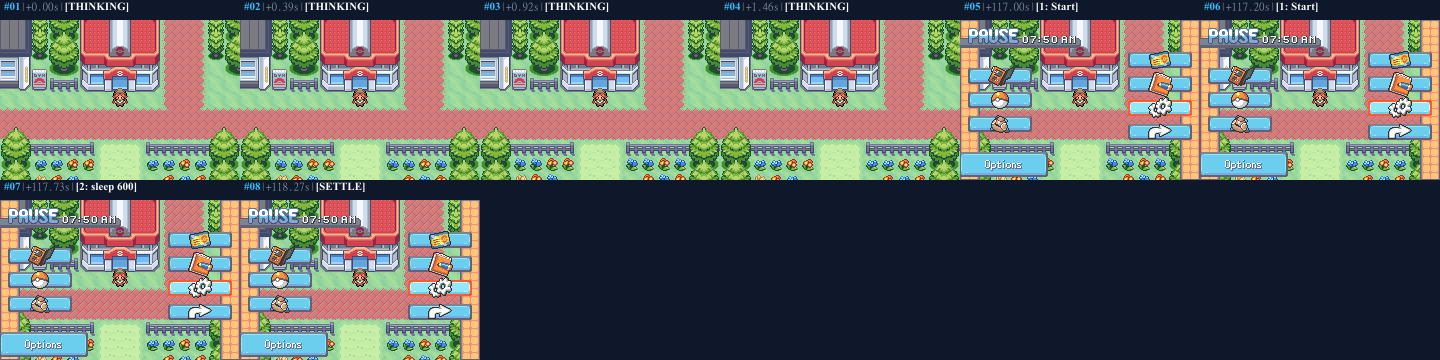 #01|+0.00s|[THINKING]
#02|+0.39s|[THINKING]
#03|+0.92s|[THINKING]
#04|+1.46s|[THINKING]
#05|+117.00s|[1: Start]
#06|+117.20s|[1: Start]
PAUSE 07:50 AM
Options
PAUSE 07:50 AM
Options
#07|+117.73s|[2: sleep 600]
#08|+118.27s|[SETTLE]
PAUSE 07:50 AM
Options
PAUSE 07:50 AM
Options